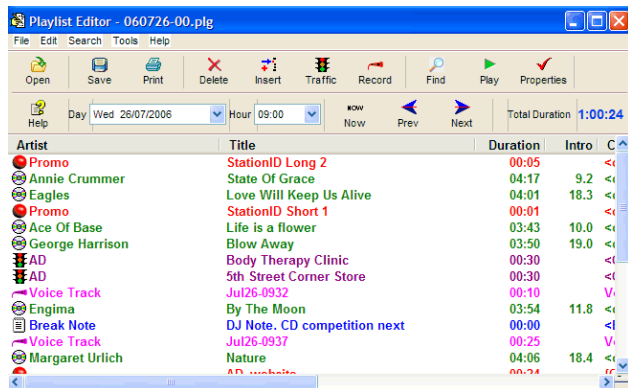 Playlist Editor - 060726-00.plg
File Edit Search Tools Help
Open Save Print Delete Insert Traffic Record Find Play Properties
Help Day Wed 26/07/2006 Hour 09:00 NOW Now Prev Next Total Duration 1:00:24
Artist Title Duration Intro C
Promo StationID Long 2 00:05
Annie Crummer State Of Grace 04:17 9.2
Eagles Love Will Keep Us Alive 04:01 18.3
Promo StationID Short 1 00:01
Ace Of Base Life is a flower 03:43 10.0
George Harrison Blow Away 03:50 19.0
AD Body Therapy Clinic 00:30
AD 5th Street Corner Store 00:30
Voice Track Jul26-0932 00:10
Engima By The Moon 03:54 11.8
Break Note DJ Note. CD competition next 00:00
Voice Track Jul26-0937 00:25
Margaret Urlich Nature 04:06 18.4